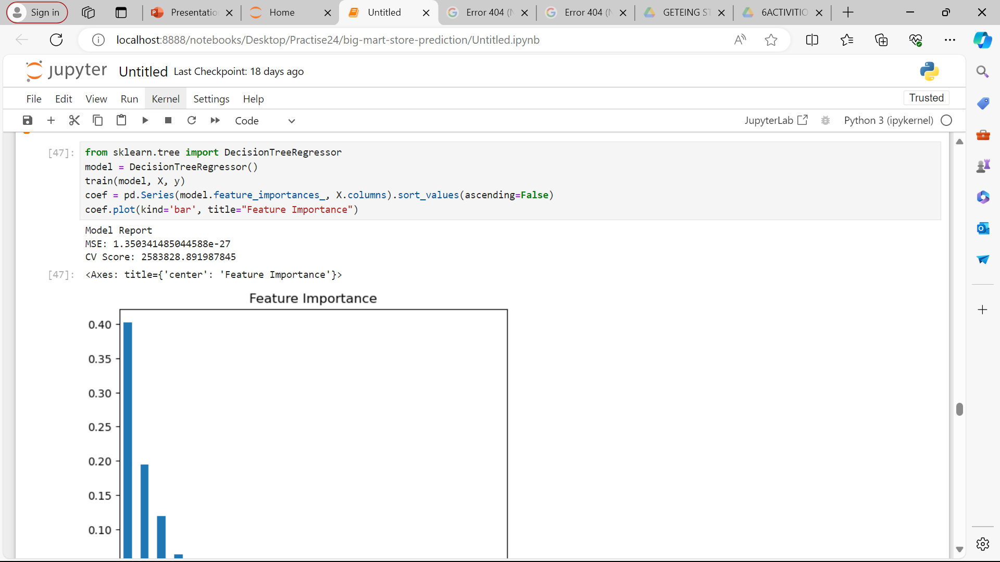 Sign in
Presentatio
Home
Untitled
Error 404 (N
Error 404 (N
GETEING ST
6ACTIVITIO
localhost:8888/notebooks/Desktop/Practise24/big-mart-store-prediction/Untitled.ipynb
jupyter Untitled Last Checkpoint: 18 days ago
File Edit View Run Kernel Settings Help
Trusted
Code
JupyterLab
Python 3 (ipykernel)
[47]:
from sklearn.tree import DecisionTreeRegressor
model = DecisionTreeRegressor()
train(model, X, y)
coef = pd.Series(model.feature_importances_, X.columns).sort_values(ascending=False)
coef.plot(kind='bar', title="Feature Importance")
Model Report
MSE: 1.350341485044588e-27
CV Score: 2583828.891987845
[47]: <Axes: title={'center': 'Feature Importance'}>
Feature Importance
0.40
0.35
0.30
0.25
0.20
0.15
0.10